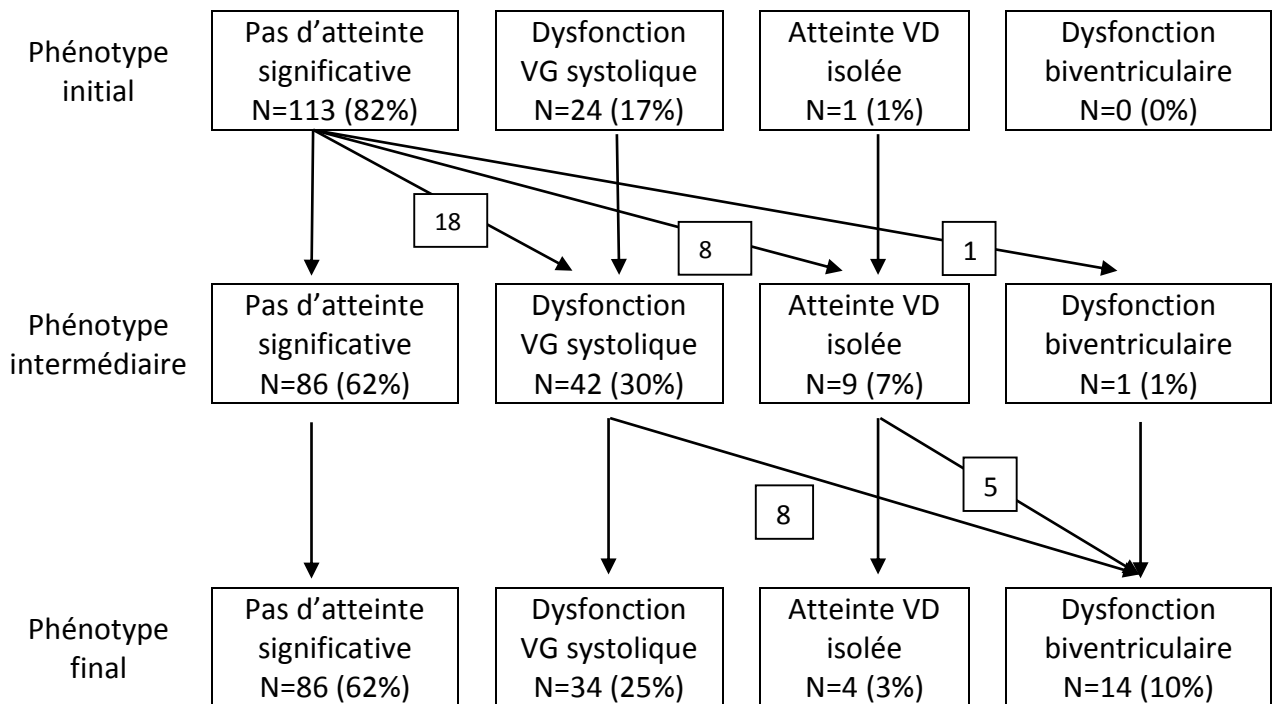 Phénotype
initial
Pas d’atteinte
significative
N=113 (82%)
Dysfonction
VG systolique
N=24 (17%)
Atteinte VD
isolée
N=1 (1%)
Dysfonction
biventriculaire
N=0 (0%)
18
8
1
Phénotype
intermédiaire
Pas d’atteinte
significative
N=86 (62%)
Dysfonction
VG systolique
N=42 (30%)
Atteinte VD
isolée
N=9 (7%)
Dysfonction
biventriculaire
N=1 (1%)
8
5
Phénotype
final
Pas d’atteinte
significative
N=86 (62%)
Dysfonction
VG systolique
N=34 (25%)
Atteinte VD
isolée
N=4 (3%)
Dysfonction
biventriculaire
N=14 (10%)